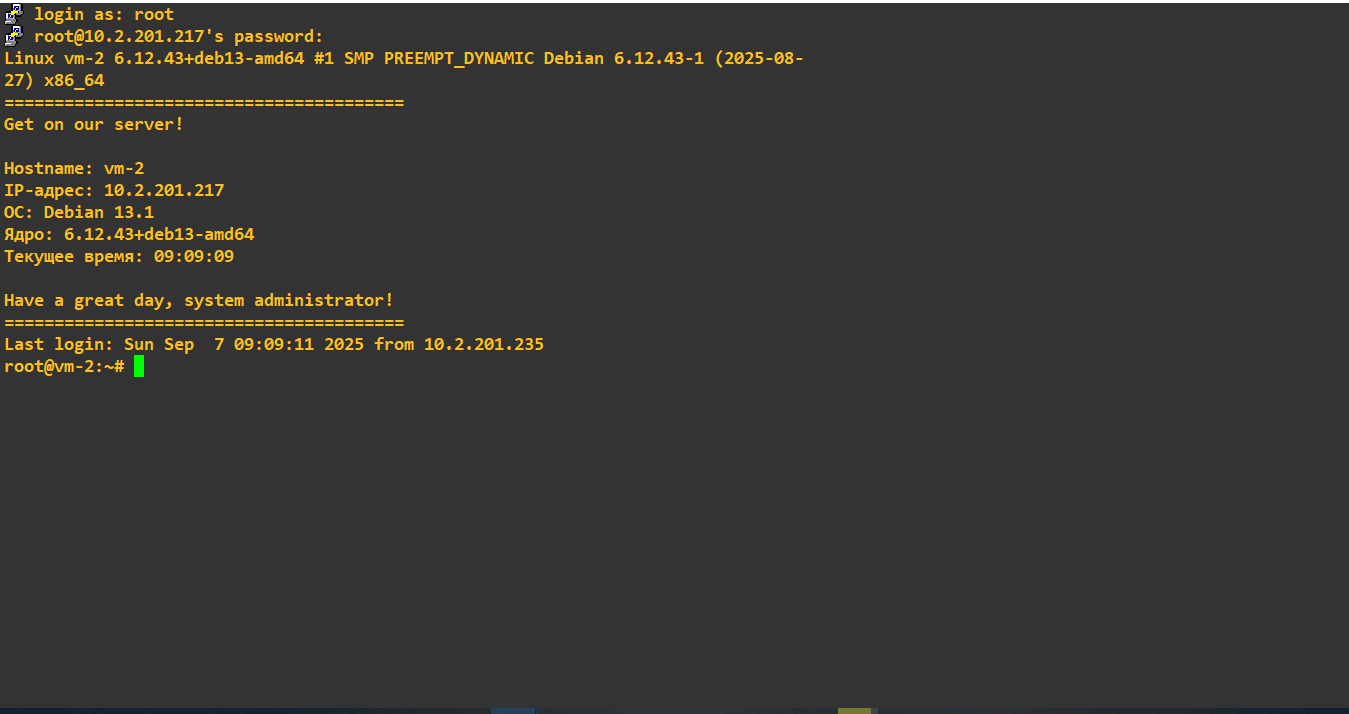 login as: root
root@10.2.201.217's password:
Linux vm-2 6.12.43+deb13-amd64 #1 SMP PREEMPT_DYNAMIC Debian 6.12.43-1 (2025-08-
27) x86_64
========================================
Get on our server!
Hostname: vm-2
IP-адрес: 10.2.201.217
ОС: Debian 13.1
Ядро: 6.12.43+deb13-amd64
Текущее время: 09:09:09
Have a great day, system administrator!
========================================
Last login: Sun Sep  7 09:09:11 2025 from 10.2.201.235
root@vm-2:~#